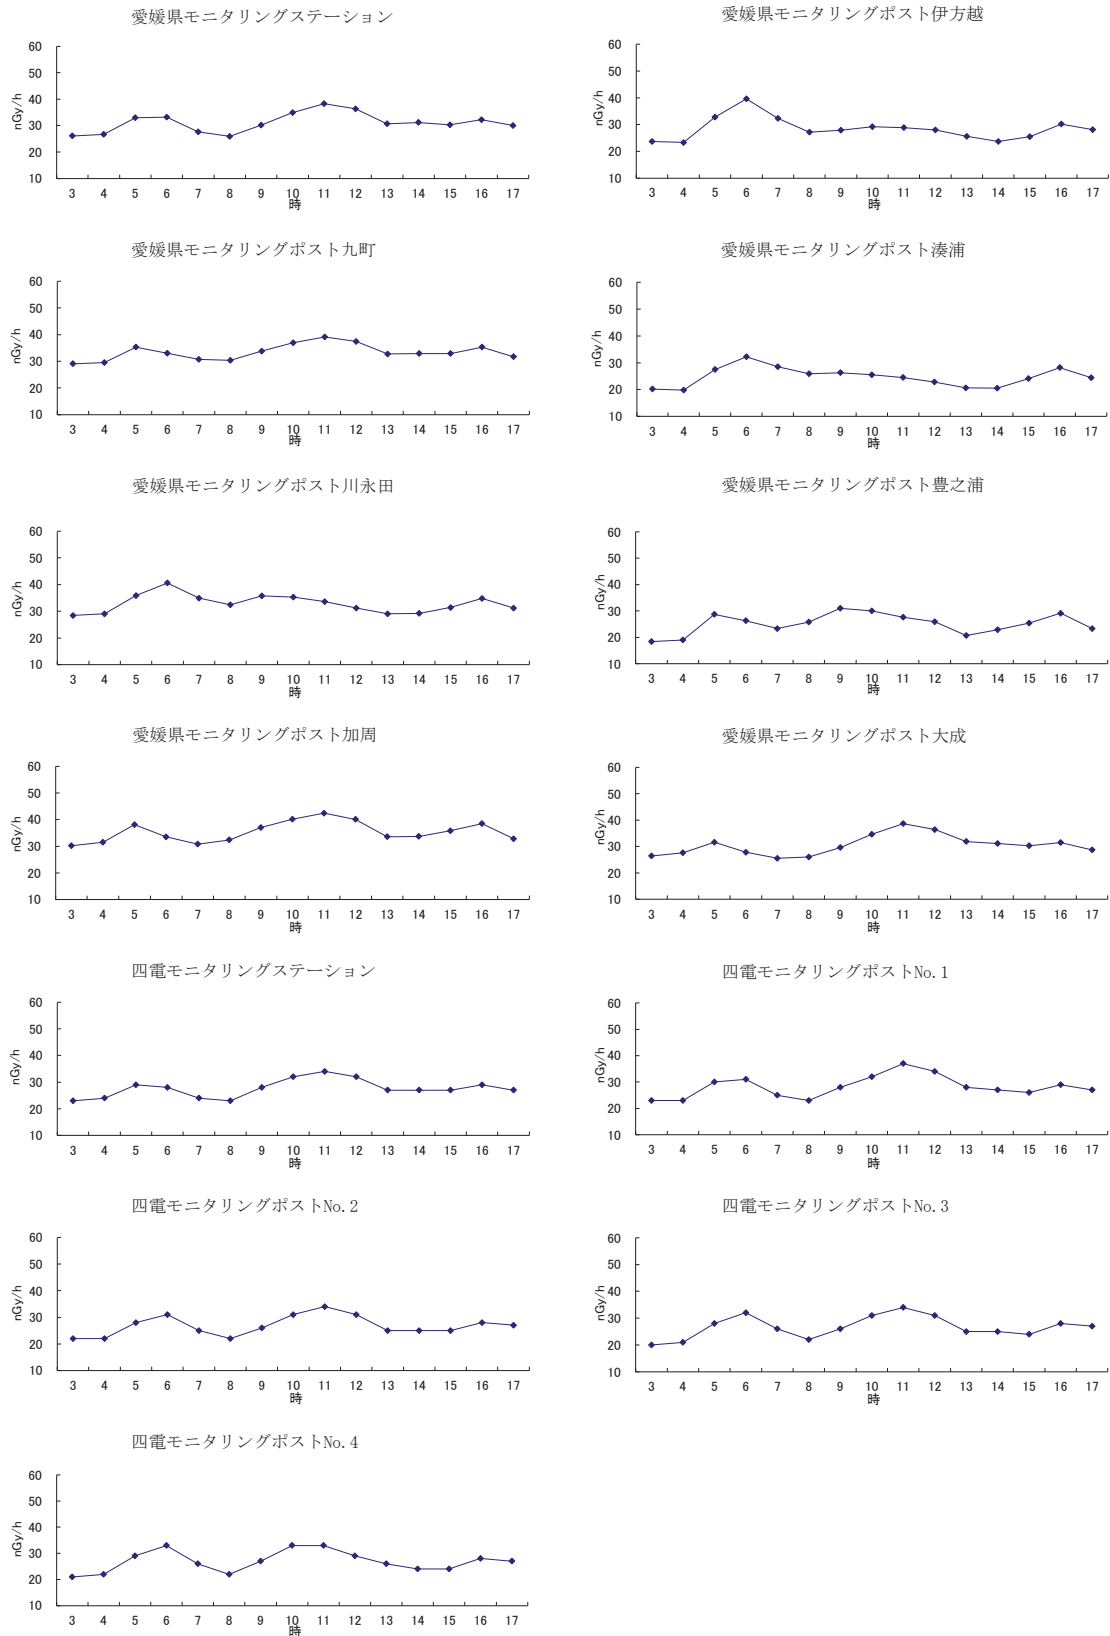 愛媛県モニタリングステーション
60
50
40
30
20
10
nGy/h
3 4 5 6 7 8 9 10 11 12 13 14 15 16 17
時
愛媛県モニタリングポスト伊方越
60
50
40
30
20
10
nGy/h
3 4 5 6 7 8 9 10 11 12 13 14 15 16 17
時
愛媛県モニタリングポスト九町
60
50
40
30
20
10
nGy/h
3 4 5 6 7 8 9 10 11 12 13 14 15 16 17
時
愛媛県モニタリングポスト湊浦
60
50
40
30
20
10
nGy/h
3 4 5 6 7 8 9 10 11 12 13 14 15 16 17
時
愛媛県モニタリングポスト川永田
60
50
40
30
20
10
nGy/h
3 4 5 6 7 8 9 10 11 12 13 14 15 16 17
時
愛媛県モニタリングポスト豊之浦
60
50
40
30
20
10
nGy/h
3 4 5 6 7 8 9 10 11 12 13 14 15 16 17
時
愛媛県モニタリングポスト加周
60
50
40
30
20
10
nGy/h
3 4 5 6 7 8 9 10 11 12 13 14 15 16 17
時
愛媛県モニタリングポスト大成
60
50
40
30
20
10
nGy/h
3 4 5 6 7 8 9 10 11 12 13 14 15 16 17
時
四電モニタリングステーション
60
50
40
30
20
10
nGy/h
3 4 5 6 7 8 9 10 11 12 13 14 15 16 17
時
四電モニタリングポストNo.1
60
50
40
30
20
10
nGy/h
3 4 5 6 7 8 9 10 11 12 13 14 15 16 17
時
四電モニタリングポストNo.2
60
50
40
30
20
10
nGy/h
3 4 5 6 7 8 9 10 11 12 13 14 15 16 17
時
四電モニタリングポストNo.3
60
50
40
30
20
10
nGy/h
3 4 5 6 7 8 9 10 11 12 13 14 15 16 17
時
四電モニタリングポストNo.4
60
50
40
30
20
10
nGy/h
3 4 5 6 7 8 9 10 11 12 13 14 15 16 17
時